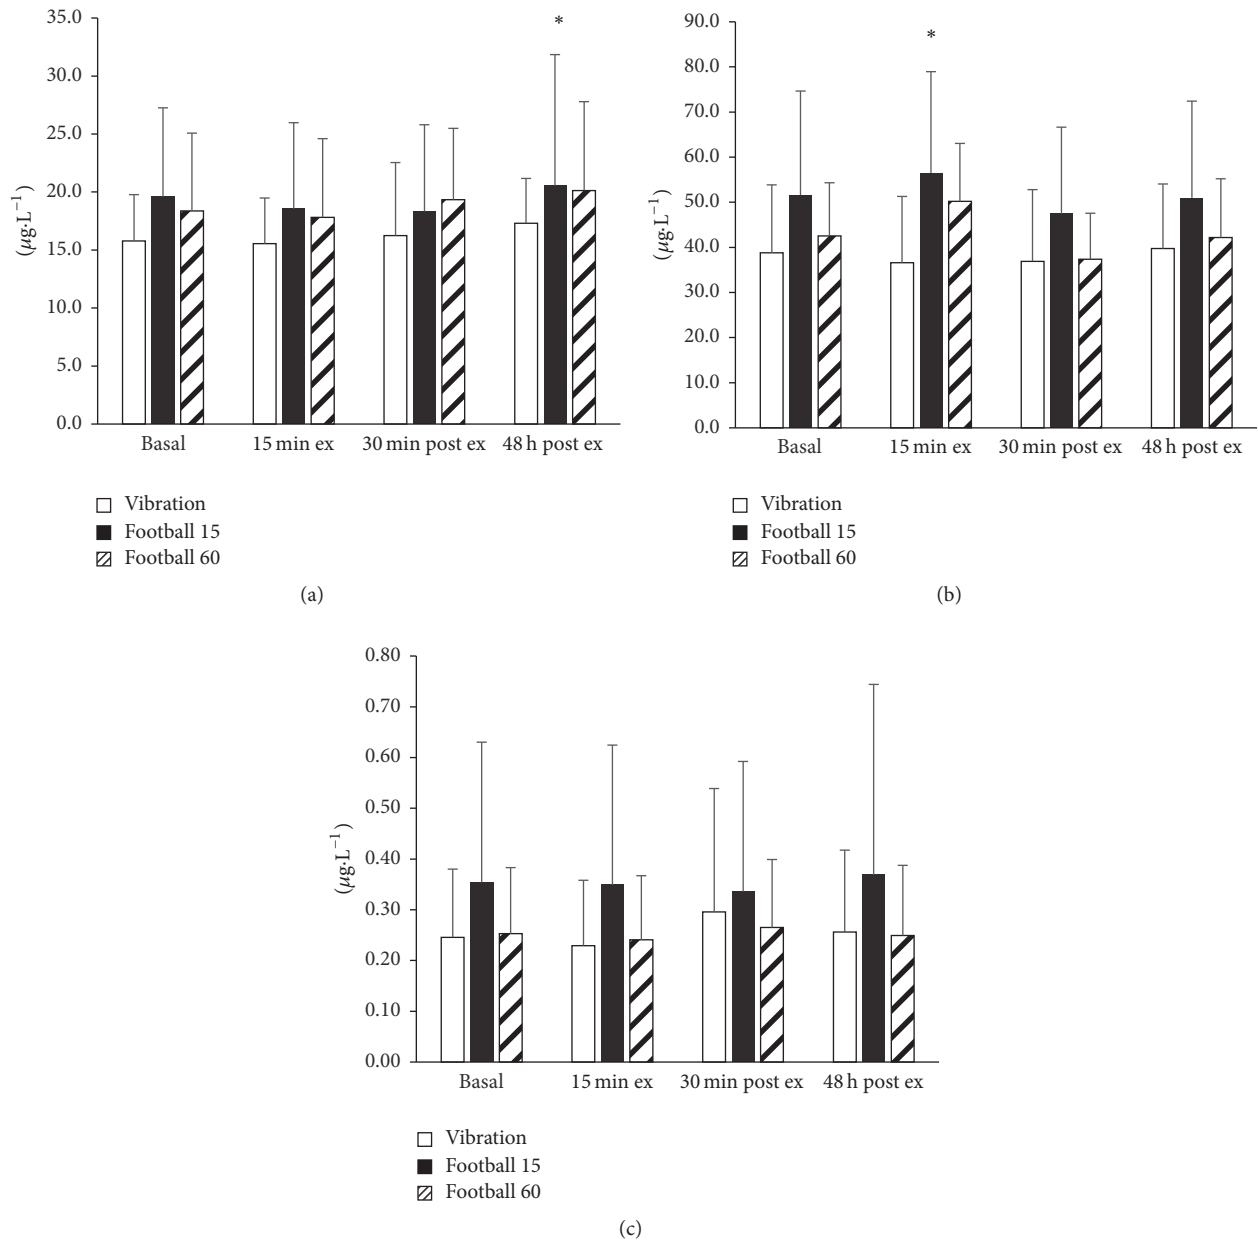 35.0
30.0
25.0
20.0
15.0
10.0
5.0
0.0
(μg·L⁻¹)
*
Basal 15 min ex 30 min post ex 48 h post ex
Vibration
Football 15
Football 60
(a)
90.0
80.0
70.0
60.0
50.0
40.0
30.0
20.0
10.0
0.0
(μg·L⁻¹)
*
Basal 15 min ex 30 min post ex 48 h post ex
Vibration
Football 15
Football 60
(b)
0.80
0.70
0.60
0.50
0.40
0.30
0.20
0.10
0.00
(μg·L⁻¹)
Basal 15 min ex 30 min post ex 48 h post ex
Vibration
Football 15
Football 60
(c)